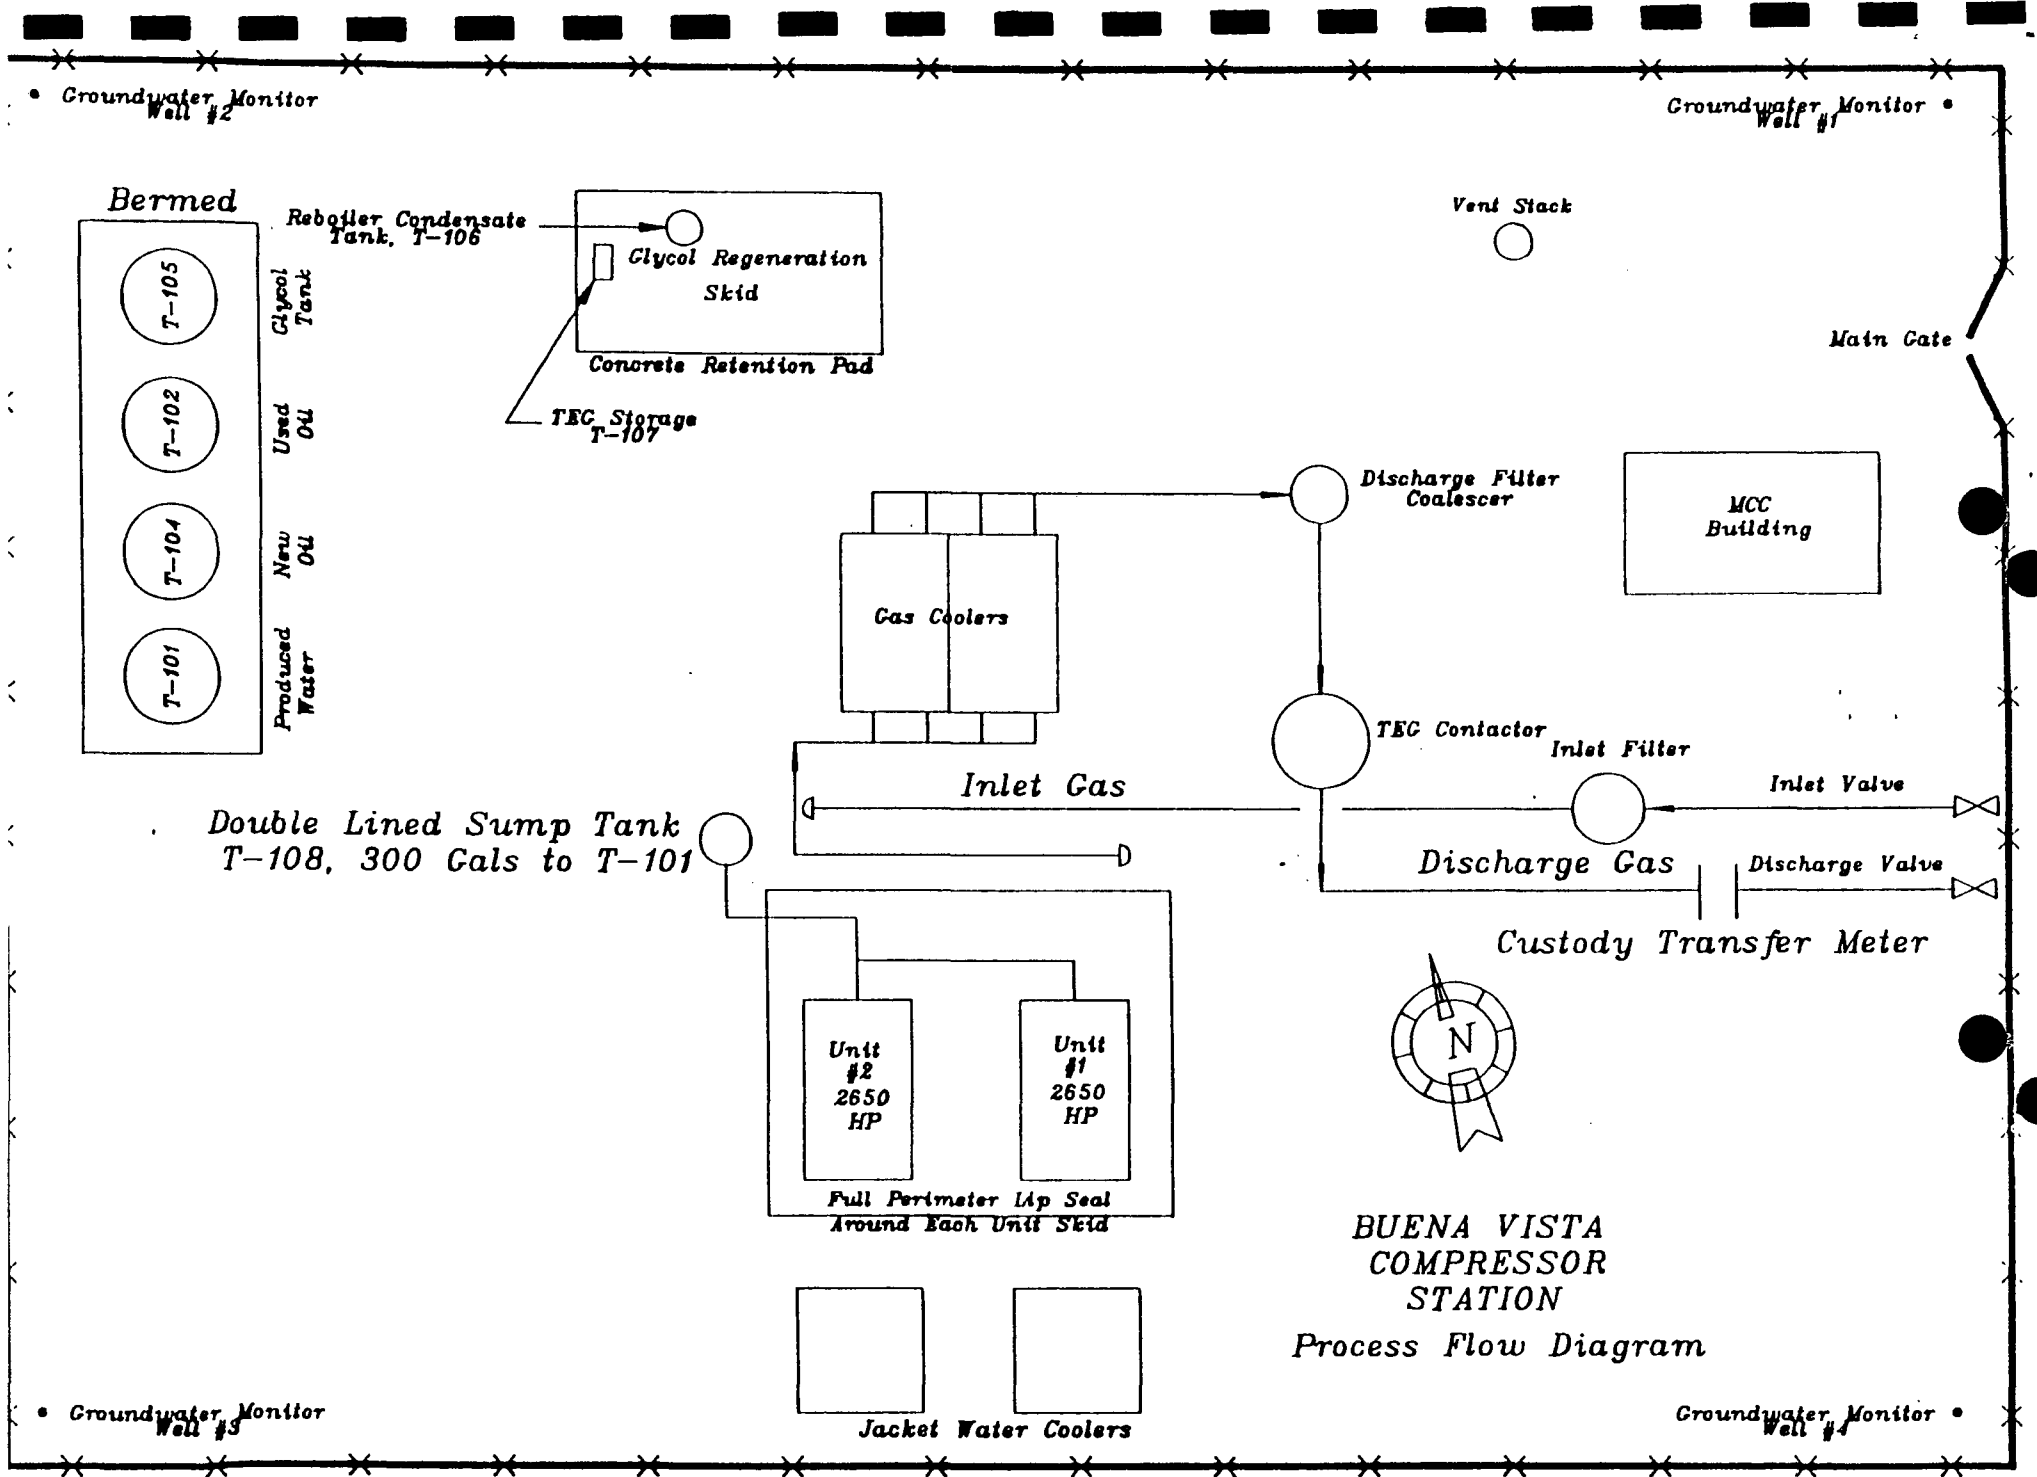 Groundwater Monitor
Well #2
Groundwater Monitor
Well #1
Bermed
Reboiler Condensate
Tank, T-106
Glycol Regeneration
Skid
Concrete Retention Pad
TEG Storage
T-107
Vent Stack
Main Gate
T-105
Glycol
Tank
T-102
Used
Oil
T-104
New
Oil
T-101
Produced
Water
Discharge Filter
Coalescer
MCC
Building
Gas Coolers
TEG Contactor
Inlet Filter
Inlet Gas
Inlet Valve
Double Lined Sump Tank
T-108, 300 Gals to T-101
Discharge Gas
Discharge Valve
Custody Transfer Meter
N
Unit
#2
2650
HP
Unit
#1
2650
HP
Full Perimeter Lip Seal
Around Each Unit Skid
BUENA VISTA
COMPRESSOR
STATION
Process Flow Diagram
Jacket Water Coolers
Groundwater Monitor
Well #3
Groundwater Monitor
Well #4